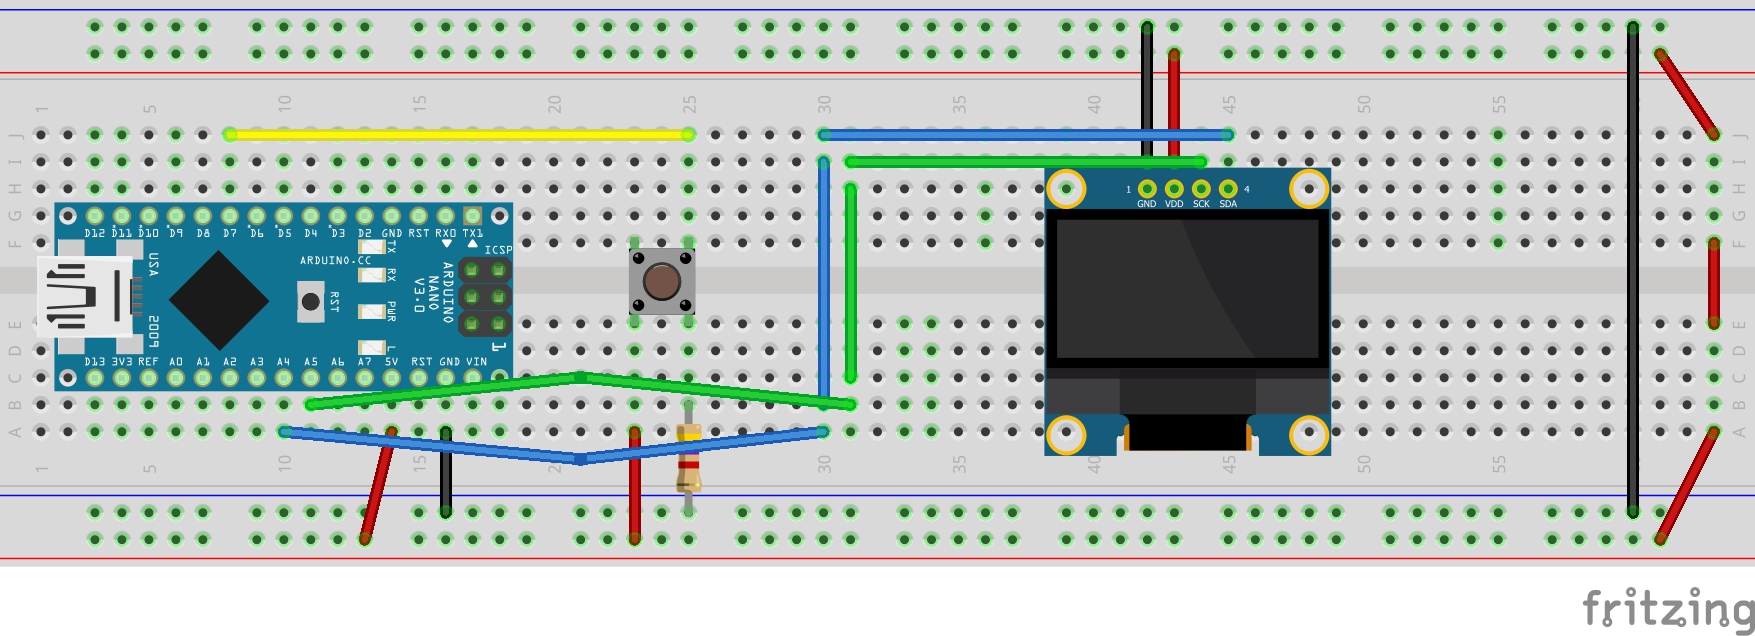 1 5 10 15 20 25 30 35 40 45 50 55
J J
I I
H H
G G
F F
1 4
GND VDD SCK SDA
D12 D11 D10 D9 D8 D7 D6 D5 D4 D3 D2 GND RST RX0 TX1
ICSP
TX
RX
PWR
L
ARDUINO.CC
USA
2009
RST
ARDUINO
NANO
V3.0
1
D13 3V3 REF A0 A1 A2 A3 A4 A5 A6 A7 5V RST GND VIN
E E
D D
C C
B B
A A
1 5 10 15 20 25 30 35 40 45 50 55
fritzing